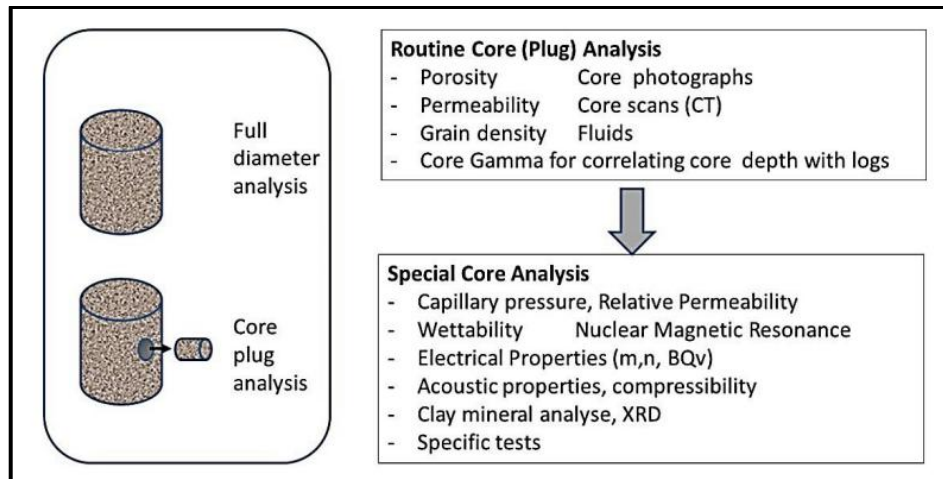 Full
diameter
analysis
Core
plug
analysis
Routine Core (Plug) Analysis
- Porosity Core photographs
- Permeability Core scans (CT)
- Grain density Fluids
- Core Gamma for correlating core depth with logs
Special Core Analysis
- Capillary pressure, Relative Permeability
- Wettability Nuclear Magnetic Resonance
- Electrical Properties (m,n, BQv)
- Acoustic properties, compressibility
- Clay mineral analyse, XRD
- Specific tests